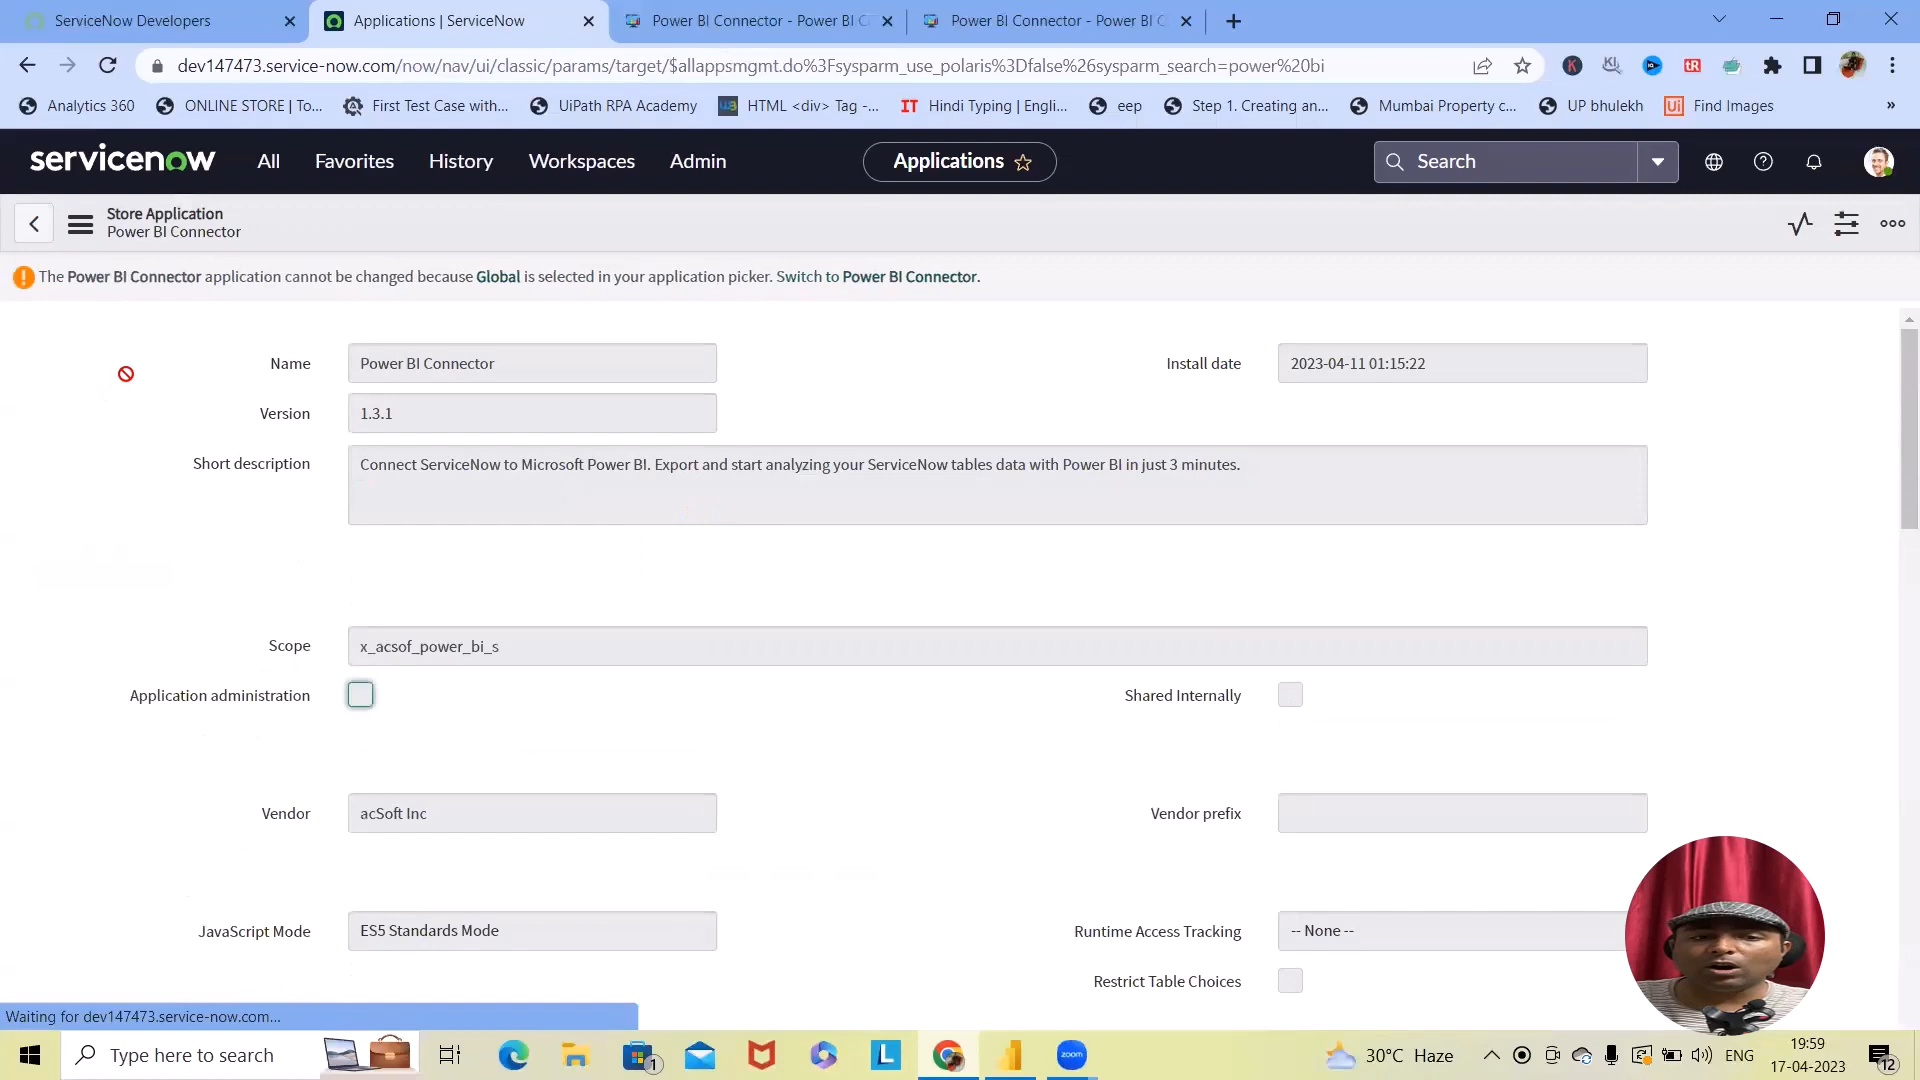 ServiceNow Developers
Applications | ServiceNow
Power BI Connector - Power BI C
Power BI Connector - Power BI C
dev147473.service-now.com/now/nav/ui/classic/params/target/$allappsmgmt.do%3Fsysparm_use_polaris%3Dfalse%26sysparm_search=power%20bi
Analytics 360
ONLINE STORE | To...
First Test Case with...
UiPath RPA Academy
HTML <div> Tag -...
Hindi Typing | Engli...
eep
Step 1. Creating an...
Mumbai Property c...
UP bhulekh
Find Images
»
servicenow
All
Favorites
History
Workspaces
Admin
Applications
Search
Store Application
Power BI Connector
The Power BI Connector application cannot be changed because Global is selected in your application picker. Switch to Power BI Connector.
Name
Power BI Connector
Install date
2023-04-11 01:15:22
Version
1.3.1
Short description
Connect ServiceNow to Microsoft Power BI. Export and start analyzing your ServiceNow tables data with Power BI in just 3 minutes.
Scope
x_acsof_power_bi_s
Application administration
Shared Internally
Vendor
acSoft Inc
Vendor prefix
JavaScript Mode
ES5 Standards Mode
Runtime Access Tracking
-- None --
Restrict Table Choices
Waiting for dev147473.service-now.com...
Type here to search
1
L
zoom
30°C Haze
ENG
19:59
17-04-2023
12